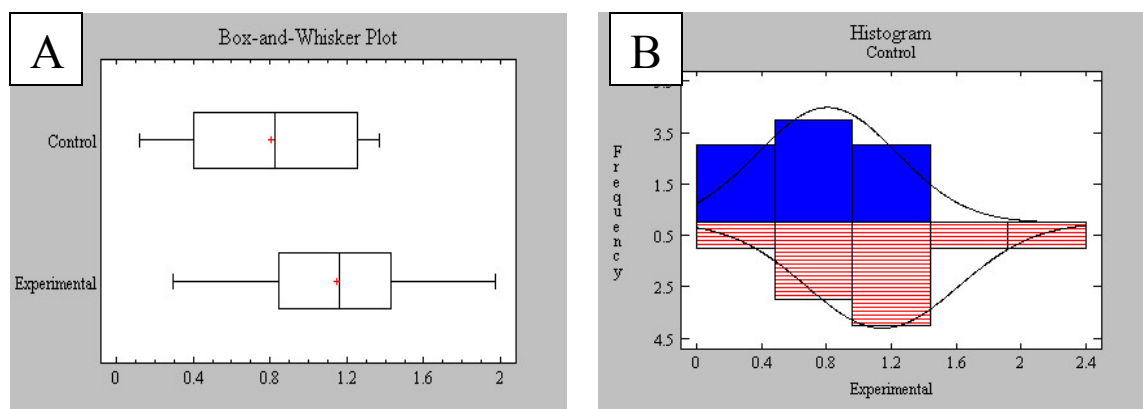 A
Box-and-Whisker Plot
Control
Experimental
0 0.4 0.8 1.2 1.6 2
B
Histogram
Control
Frequency
3.5
1.5
0.5
2.5
4.5
0 0.4 0.8 1.2 1.6 2 2.4
Experimental